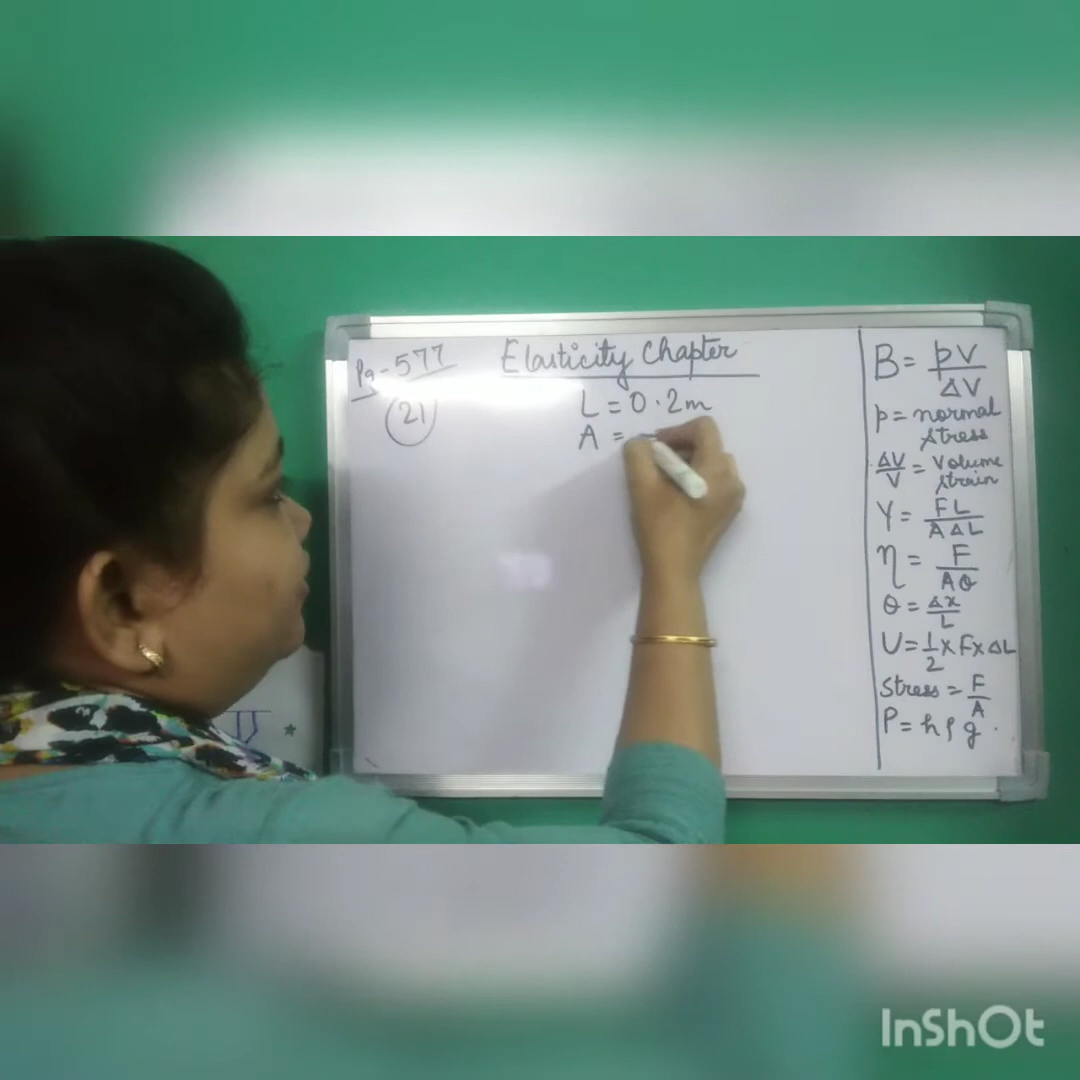 Pg-577
21
Elasticity Chapter
L = 0.2m
A =
B = pV/ΔV
p = normal
stress
ΔV/V = Volume
strain
Y = FL/AΔL
η = F/Aθ
θ = Δx/L
U = 1/2 x F x ΔL
Stress = F/A
P = hρg.
InShOt